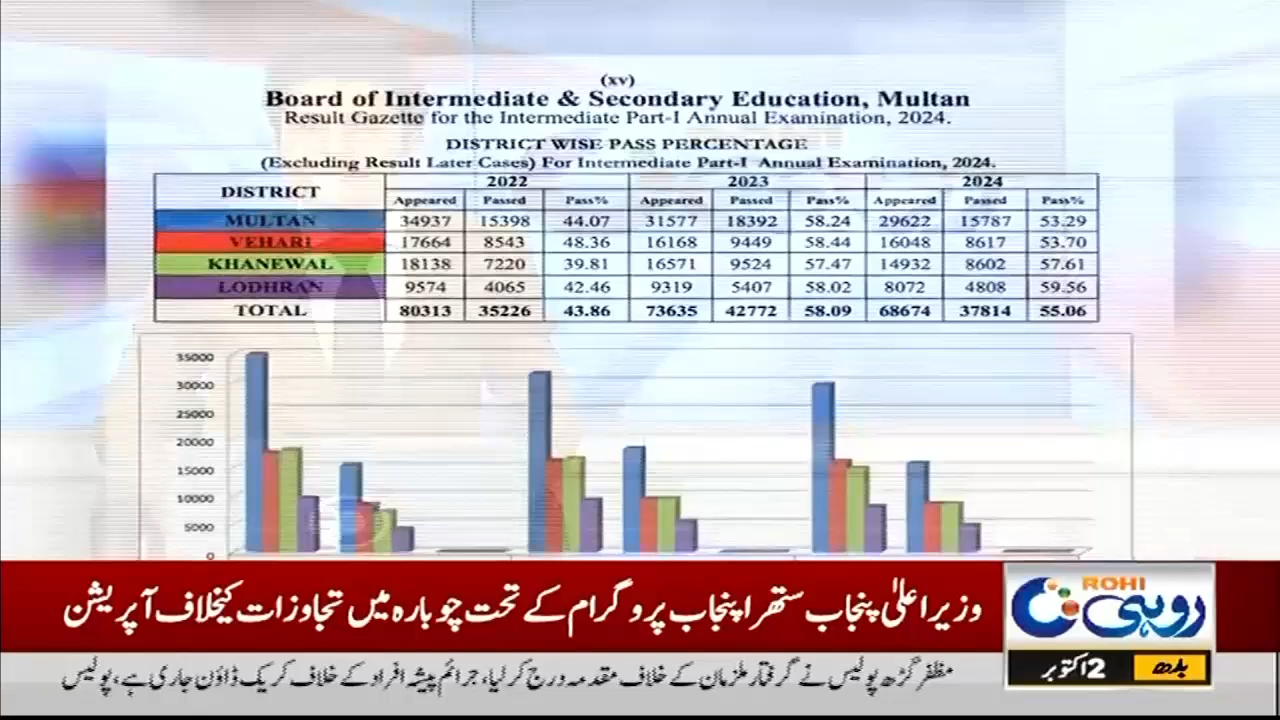 (xv)
Board of Intermediate & Secondary Education, Multan
Result Gazette for the Intermediate Part-I Annual Examination, 2024.
DISTRICT WISE PASS PERCENTAGE
(Excluding Result Later Cases) For Intermediate Part-I Annual Examination, 2024.
DISTRICT 2022 2023 2024
Appeared Passed Pass% Appeared Passed Pass% Appeared Passed Pass%
MULTAN 34937 15398 44.07 31577 18392 58.24 29622 15787 53.29
VEHARI 17664 8543 48.36 16168 9449 58.44 16048 8617 53.70
KHANEWAL 18138 7220 39.81 16571 9524 57.47 14932 8602 57.61
LODHRAN 9574 4065 42.46 9319 5407 58.02 8072 4808 59.56
TOTAL 80313 35226 43.86 73635 42772 58.09 68674 37814 55.06
35000
30000
25000
20000
15000
10000
5000
0
وزیراعلیٰ پنجاب ستھرا پنجاب پروگرام کے تحت چوبارہ میں تجاوزات کیخلاف آپریشن
ROHI
روہی
بدھ 2 اکتوبر
مظفرگڑھ پولیس نے گرفتار ملزمان کے خلاف مقدمہ درج کرلیا، جرائم پیشہ افراد کے خلاف کریک ڈاؤن جاری ہے، پولیس